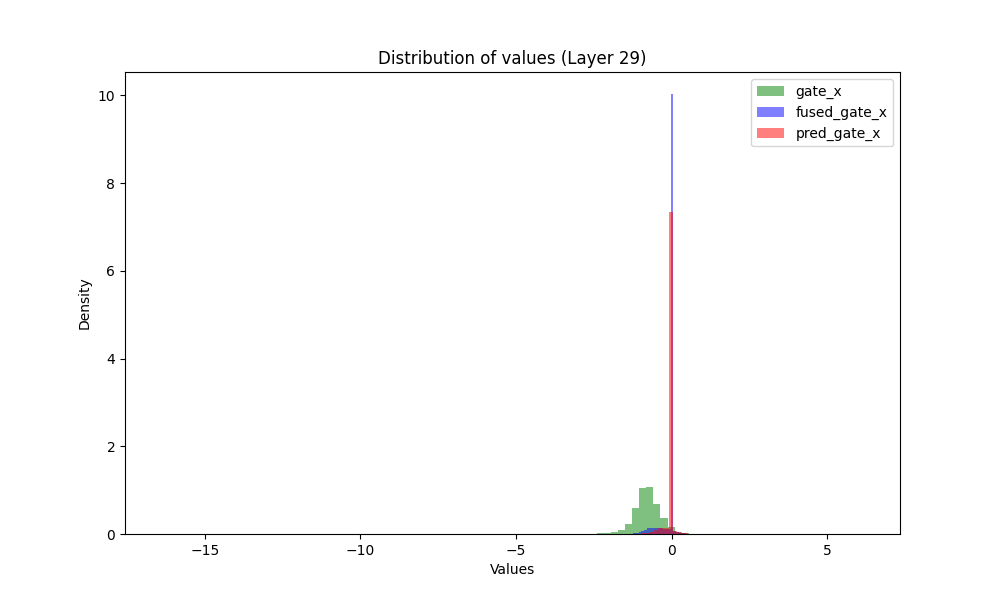 Distribution of values (Layer 29)
gate_x
fused_gate_x
pred_gate_x
Density
10
8
6
4
2
0
−15
−10
−5
0
5
Values